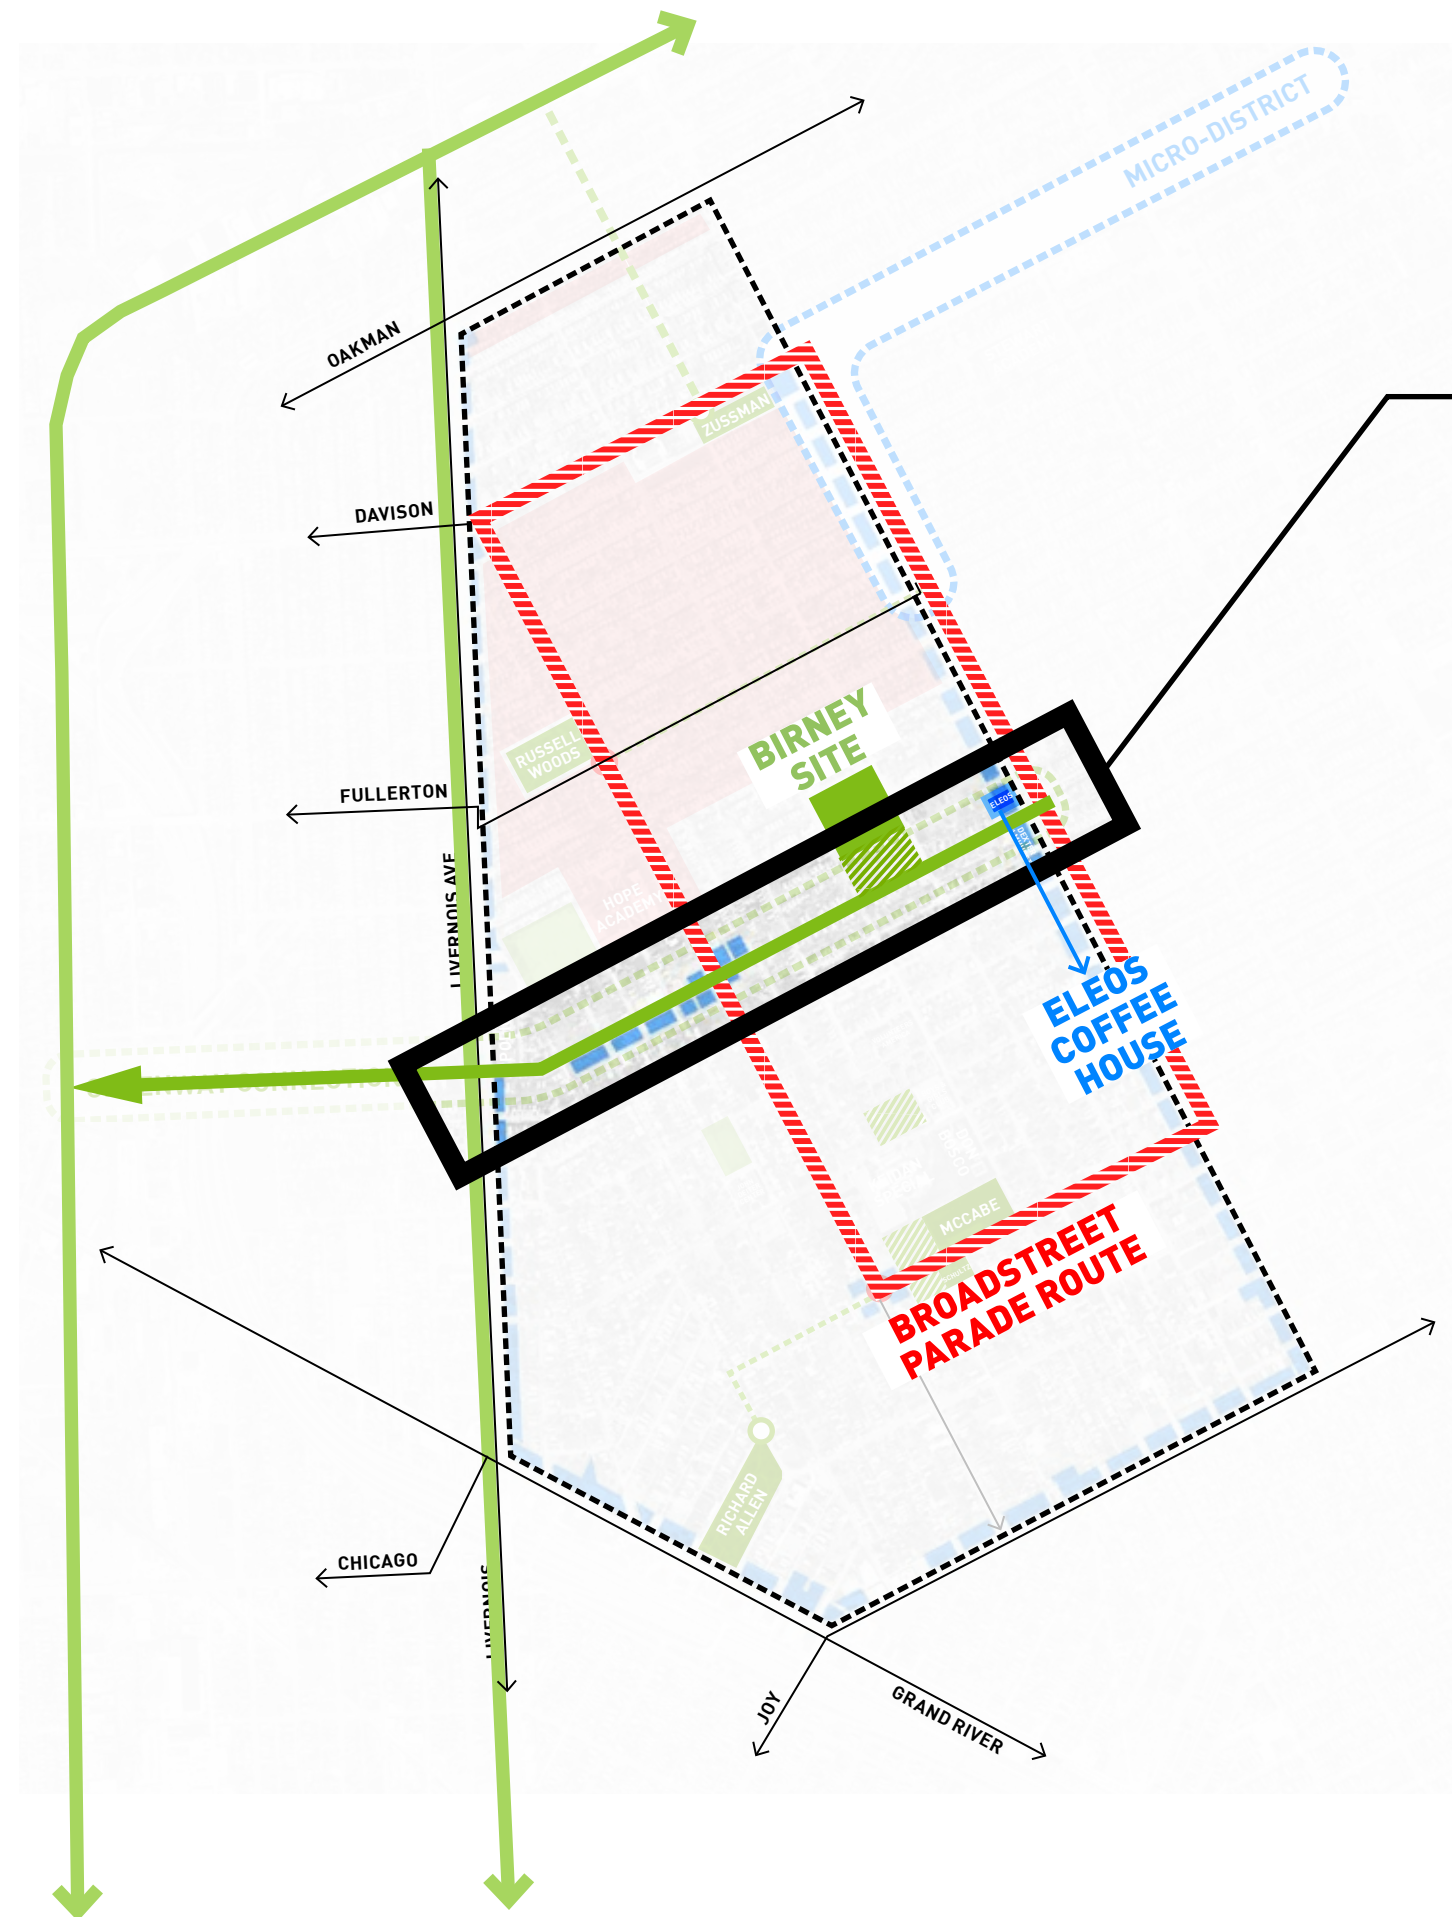 MICRO-DISTRICT
OAKMAN
ZUSSMAN
DAVISON
BIRNEY
SITE
RUSSELL
WOODS
FULLERTON
ELEOS
LIVERNOIS AVE
HOPE
ACADEMY
ELEOS
COFFEE
HOUSE
MCCABE
BROADSTREET
PARADE ROUTE
RICHARD
ALLEN
CHICAGO
LIVERNOIS
JOY
GRAND RIVER